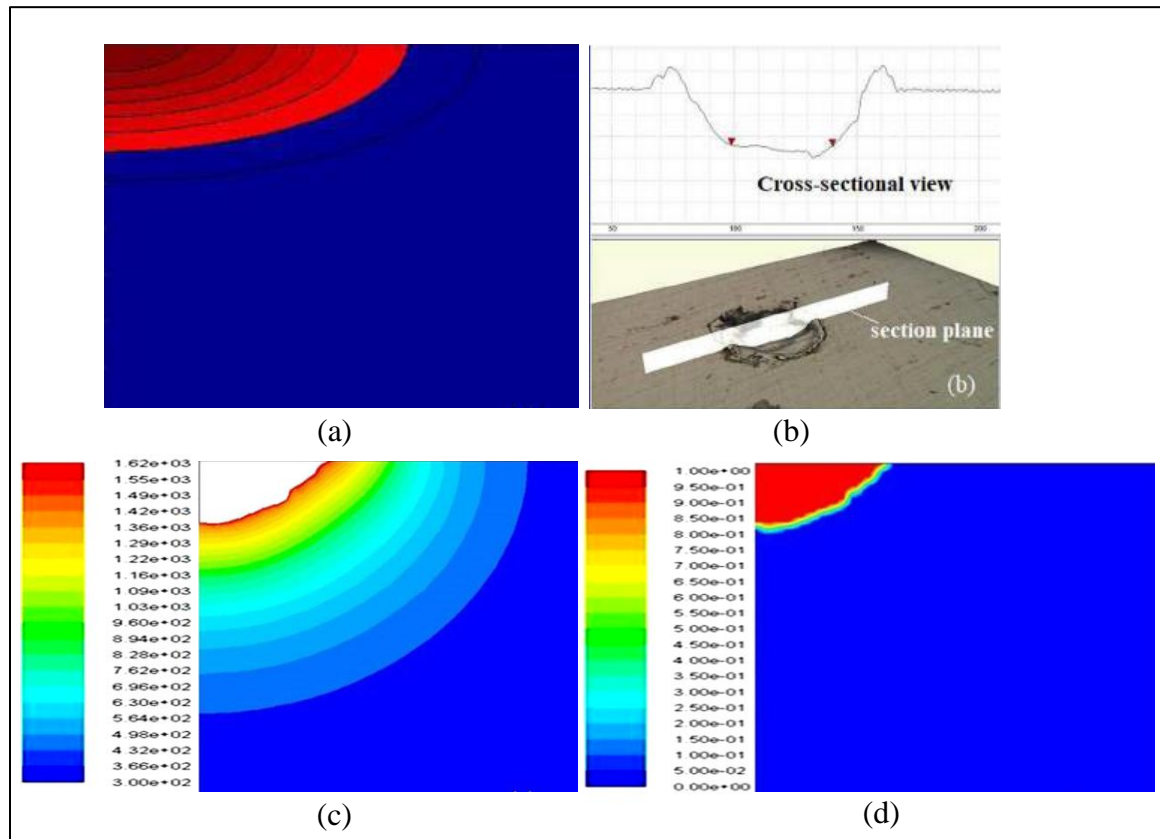 Cross-sectional view
50 100 150 200
section plane
(b)
(a)
(b)
1.62e+03
1.55e+03
1.49e+03
1.42e+03
1.36e+03
1.29e+03
1.22e+03
1.16e+03
1.09e+03
1.03e+03
9.60e+02
8.94e+02
8.28e+02
7.62e+02
6.96e+02
6.30e+02
5.64e+02
4.98e+02
4.32e+02
3.66e+02
3.00e+02
(c)
1.00e+00
9.50e-01
9.00e-01
8.50e-01
8.00e-01
7.50e-01
7.00e-01
6.50e-01
6.00e-01
5.50e-01
5.00e-01
4.50e-01
4.00e-01
3.50e-01
3.00e-01
2.50e-01
2.00e-01
1.50e-01
1.00e-01
5.00e-02
0.00e+00
(d)